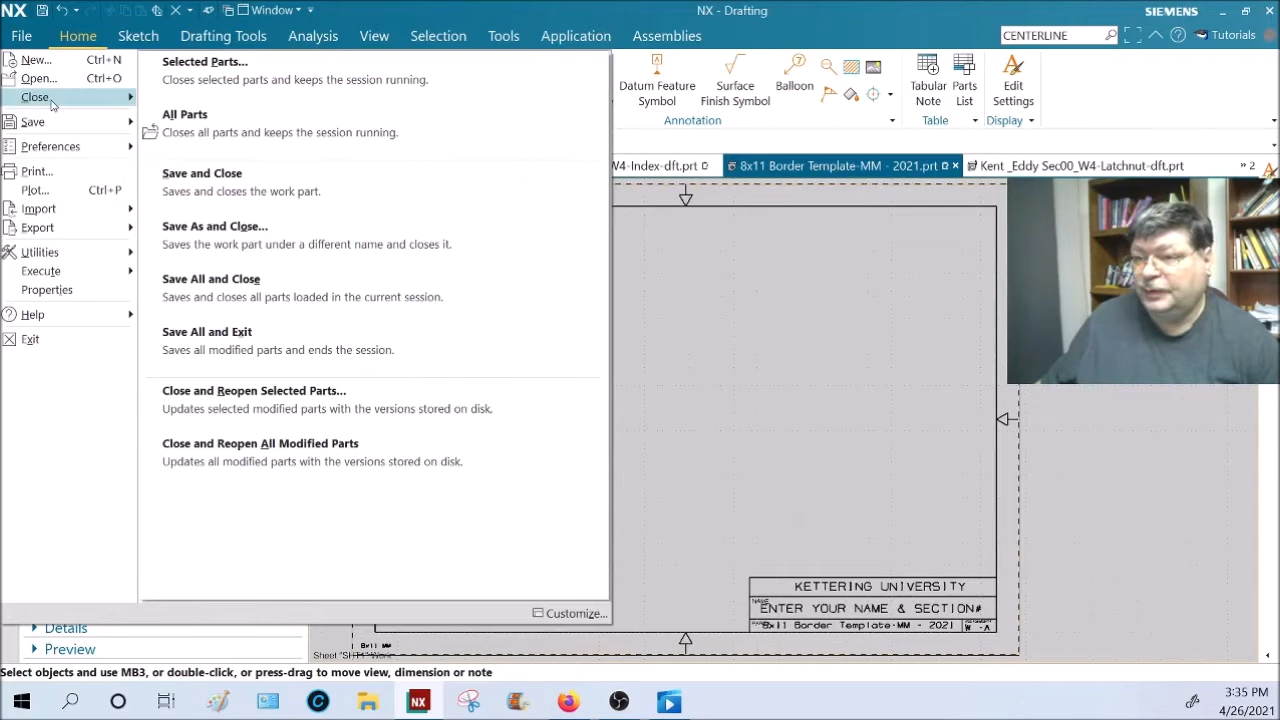 NX Window NX - Drafting SIEMENS
File Home Sketch Drafting Tools Analysis View Selection Tools Application Assemblies CENTERLINE Tutorials
New... Ctrl+N
Open... Ctrl+O
Close
Save
Preferences
Print...
Plot... Ctrl+P
Import
Export
Utilities
Execute
Properties
Help
Exit
Selected Parts...
Closes selected parts and keeps the session running.
All Parts
Closes all parts and keeps the session running.
Save and Close
Saves and closes the work part.
Save As and Close...
Saves the work part under a different name and closes it.
Save All and Close
Saves and closes all parts loaded in the current session.
Save All and Exit
Saves all modified parts and ends the session.
Close and Reopen Selected Parts...
Updates selected modified parts with the versions stored on disk.
Close and Reopen All Modified Parts
Updates all modified parts with the versions stored on disk.
Customize...
Datum Feature
Symbol
Surface
Finish Symbol
Balloon
Tabular
Note
Parts
List
Edit
Settings
Annotation Table Display
W4-Index-dft.prt 8x11 Border Template-MM - 2021.prt Kent _Eddy Sec00_W4-Latchnut-dft.prt 2
KETTERING UNIVERSITY
NAME
ENTER YOUR NAME & SECTION#
8x11 Border Template-MM - 2021 W -A
8x11 MM
Details
Preview
Select objects and use MB3, or double-click, or press-drag to move view, dimension or note
NX
3:35 PM
4/26/2021